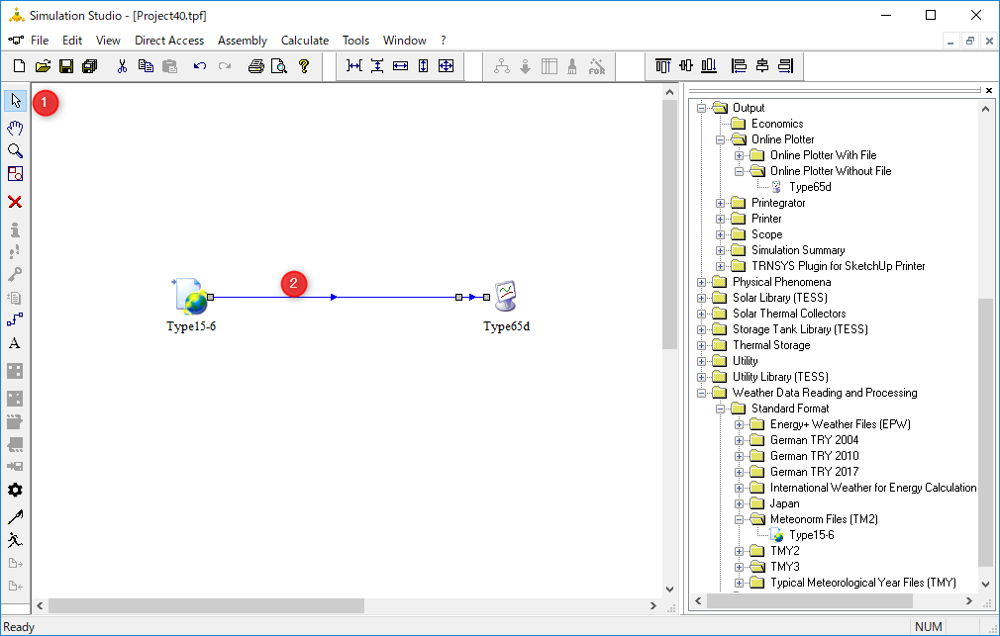 Simulation Studio - [Project40.tpf]
File Edit View Direct Access Assembly Calculate Tools Window ?
FOR
1
2
Type15-6
Type65d
A
Output
Economics
Online Plotter
Online Plotter With File
Online Plotter Without File
Type65d
Printegrator
Printer
Scope
Simulation Summary
TRNSYS Plugin for SketchUp Printer
Physical Phenomena
Solar Library (TESS)
Solar Thermal Collectors
Storage Tank Library (TESS)
Thermal Storage
Utility
Utility Library (TESS)
Weather Data Reading and Processing
Standard Format
Energy+ Weather Files (EPW)
German TRY 2004
German TRY 2010
German TRY 2017
International Weather for Energy Calculation
Japan
Meteonorm Files (TM2)
Type15-6
TMY2
TMY3
Typical Meteorological Year Files (TMY)
Ready
NUM